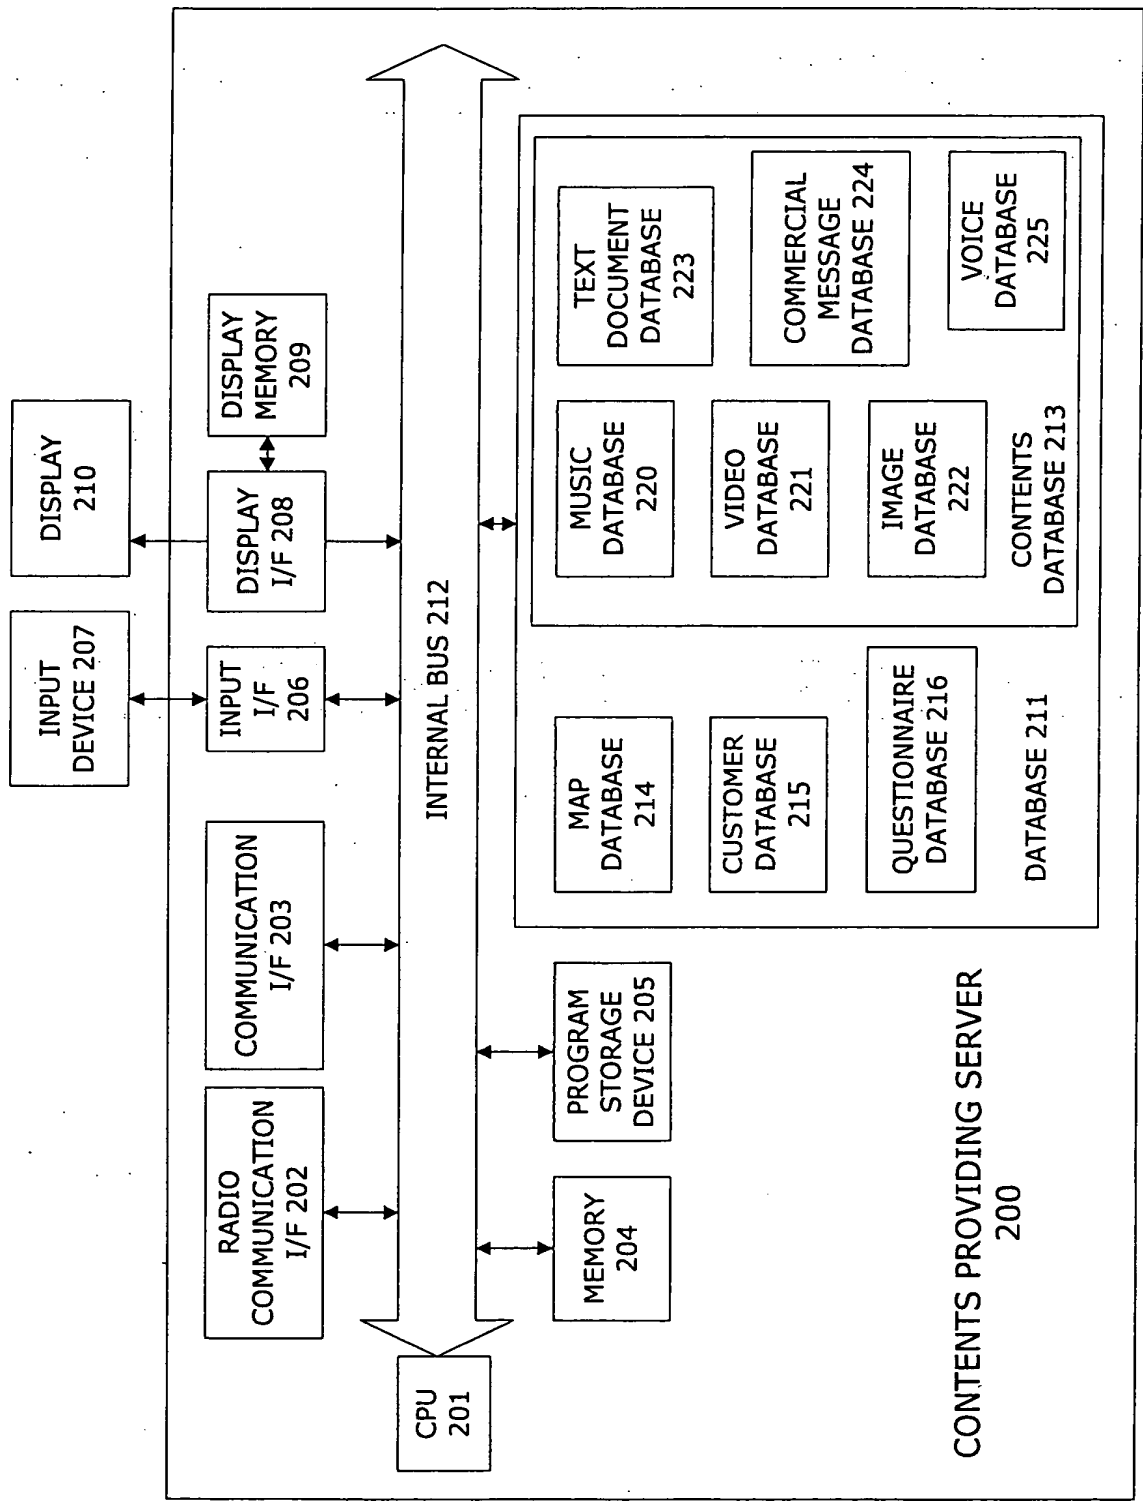 INPUT
DEVICE 207
DISPLAY
210
RADIO
COMMUNICATION
I/F 202
COMMUNICATION
I/F 203
INPUT
I/F
206
DISPLAY
I/F 208
DISPLAY
MEMORY
209
CPU
201
INTERNAL BUS 212
MEMORY
204
PROGRAM
STORAGE
DEVICE 205
MAP
DATABASE
214
CUSTOMER
DATABASE
215
QUESTIONNAIRE
DATABASE 216
DATABASE 211
MUSIC
DATABASE
220
VIDEO
DATABASE
221
IMAGE
DATABASE
222
TEXT
DOCUMENT
DATABASE
223
COMMERCIAL
MESSAGE
DATABASE 224
VOICE
DATABASE
225
CONTENTS
DATABASE 213
CONTENTS PROVIDING SERVER
200